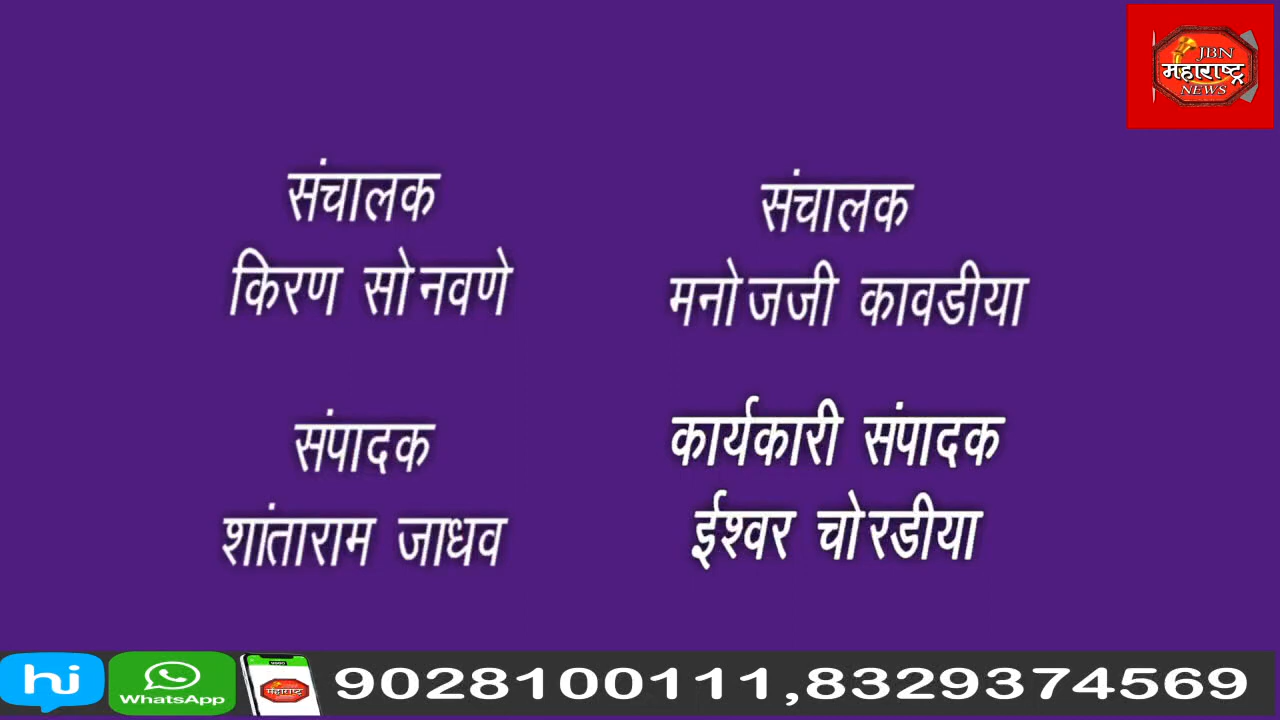 JBN
महाराष्ट्र
NEWS
संचालक
किरण सोनवणे
संचालक
मनोजजी कावडीया
संपादक
शांताराम जाधव
कार्यकारी संपादक
ईश्वर चोरडीया
hi
WhatsApp
महाराष्ट्र
9028100111,8329374569